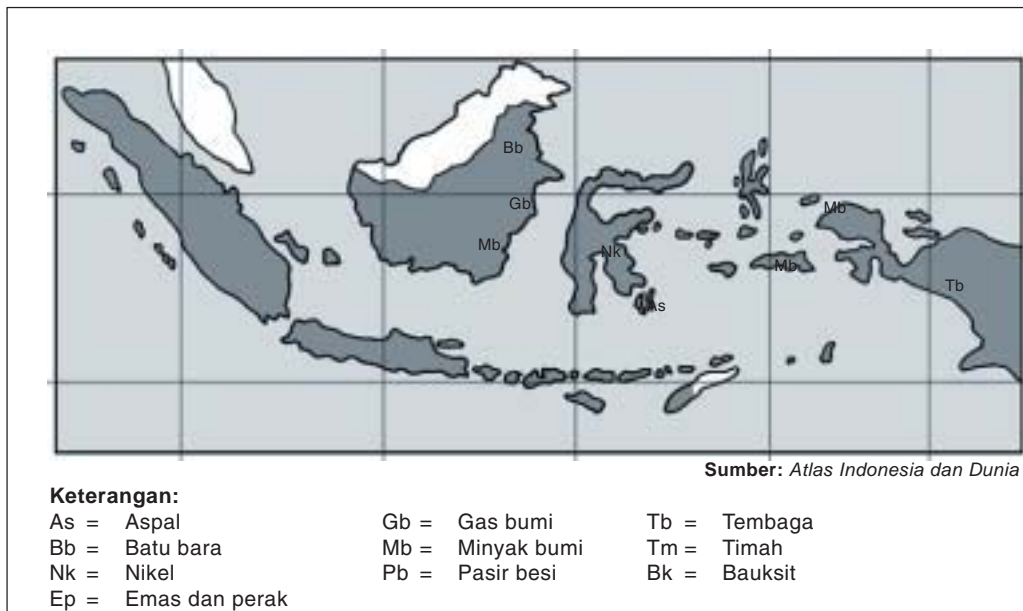 Bb
Gb
Mb
Mb
Nk
Mb
Tb
As
Sumber: Atlas Indonesia dan Dunia
Keterangan:
As = Aspal Gb = Gas bumi Tb = Tembaga
Bb = Batu bara Mb = Minyak bumi Tm = Timah
Nk = Nikel Pb = Pasir besi Bk = Bauksit
Ep = Emas dan perak